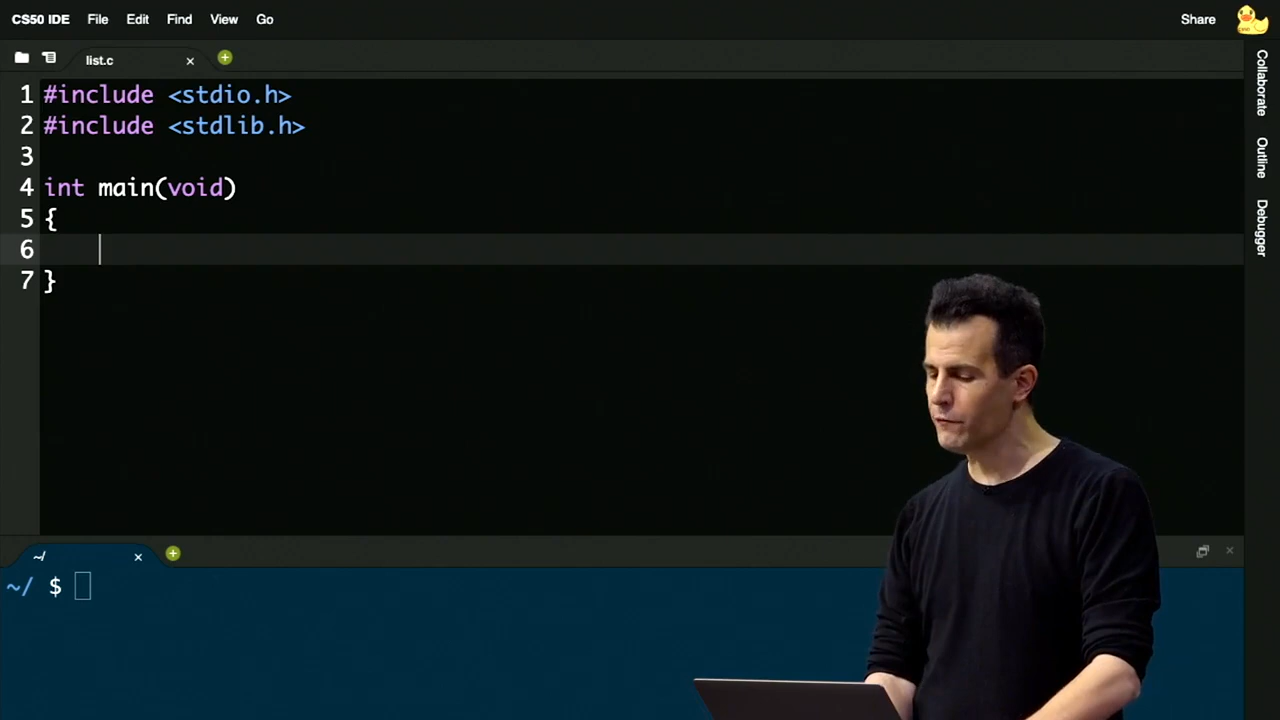 CS50 IDE File Edit Find View Go Share
list.c
1 #include <stdio.h>
2 #include <stdlib.h>
3
4 int main(void)
5 {
6
7 }
~/
~/ $
Collaborate
Outline
Debugger